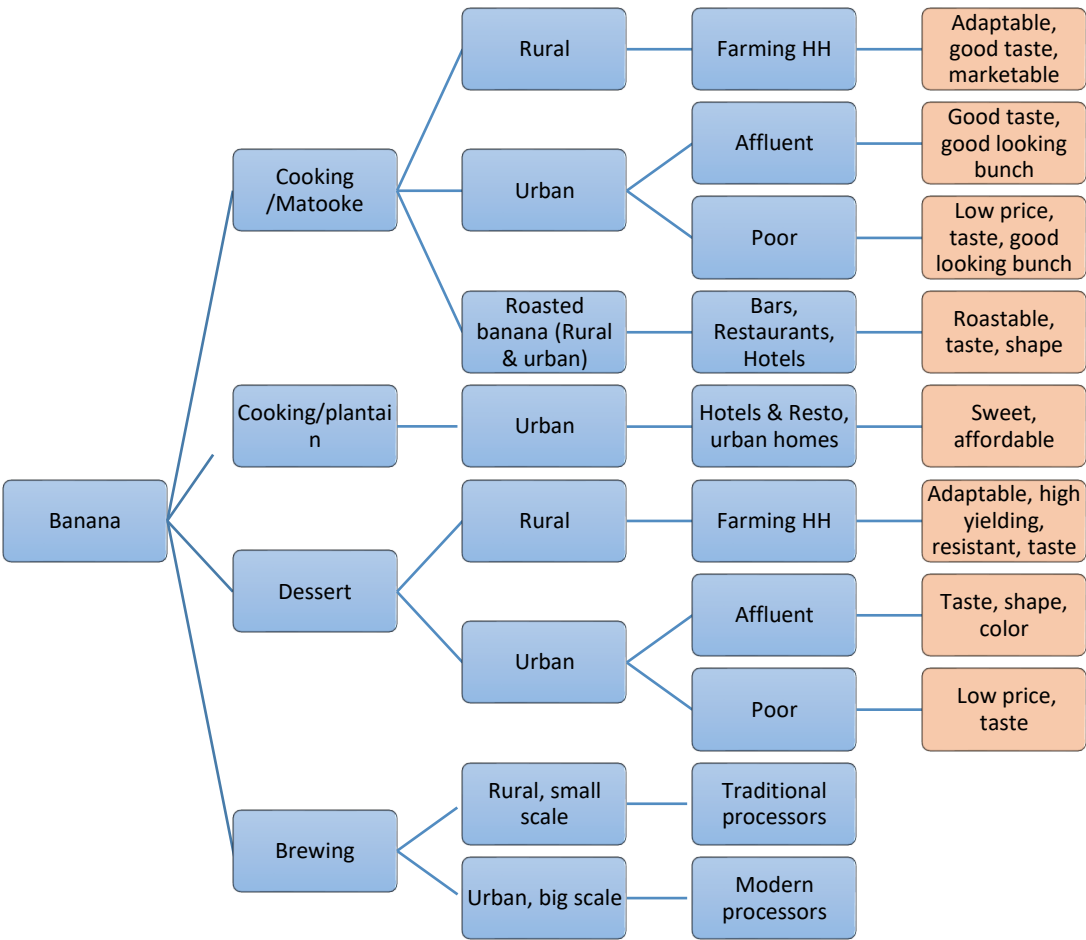 Rural
Farming HH
Adaptable,
good taste,
marketable
Cooking
/Matooke
Urban
Affluent
Good taste,
good looking
bunch
Poor
Low price,
taste, good
looking bunch
Roasted
banana (Rural
& urban)
Bars,
Restaurants,
Hotels
Roastable,
taste, shape
Cooking/plantai
n
Urban
Hotels & Resto,
urban homes
Sweet,
affordable
Banana
Dessert
Rural
Farming HH
Adaptable, high
yielding,
resistant, taste
Urban
Affluent
Taste, shape,
color
Poor
Low price,
taste
Brewing
Rural, small
scale
Traditional
processors
Urban, big scale
Modern
processors